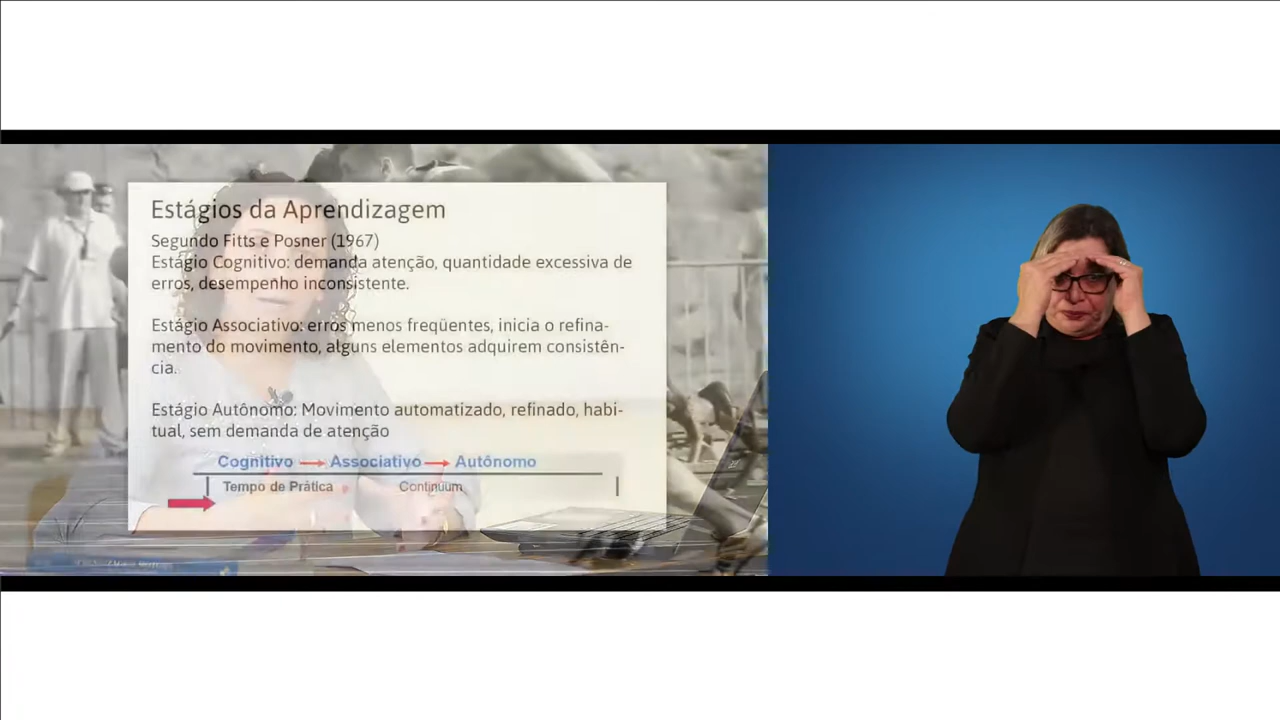 Estágios da Aprendizagem
Segundo Fitts e Posner (1967)
Estágio Cognitivo: demanda atenção, quantidade excessiva de
erros, desempenho inconsistente.
Estágio Associativo: erros menos freqüentes, inicia o refina-
mento do movimento, alguns elementos adquirem consistên-
cia.
Estágio Autônomo: Movimento automatizado, refinado, habi-
tual, sem demanda de atenção
Cognitivo Associativo Autônomo
Tempo de Prática Continuum